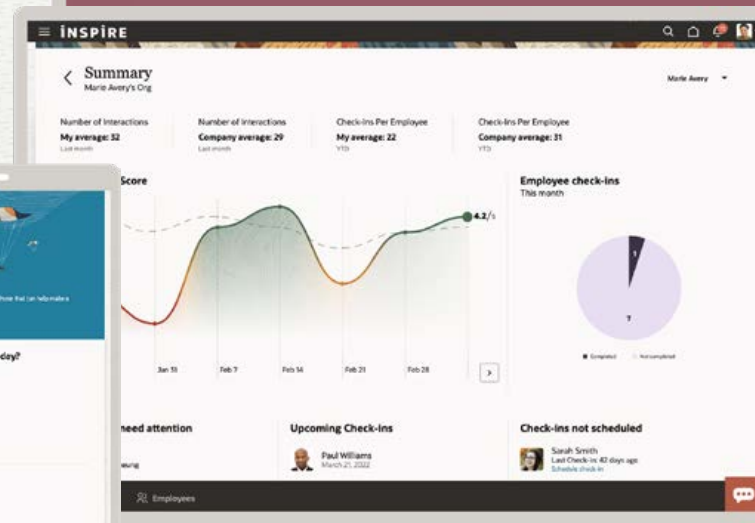 INSPIRE
Summary
Marie Avery's Org
Marie Avery
Number of Interactions
My average: 32
Last month
Number of Interactions
Company average: 29
Last month
Check-Ins Per Employee
My average: 22
YTD
Check-Ins Per Employee
Company average: 31
YTD
Score
4.2/5
Jan 31
Feb 7
Feb 14
Feb 21
Feb 28
Employee check-ins
This month
1
7
Completed
Not completed
day?
need attention
Upcoming Check-Ins
Paul Williams
March 21, 2022
Check-ins not scheduled
Sarah Smith
Last Check-in: 42 days ago
Schedule check-in
Employees